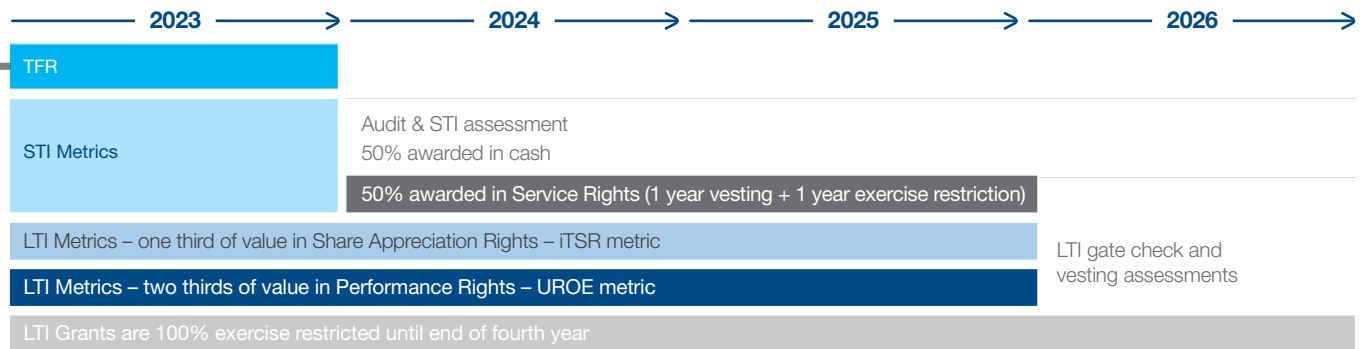 2023
2024
2025
2026
TFR
STI Metrics
Audit & STI assessment
50% awarded in cash
50% awarded in Service Rights (1 year vesting + 1 year exercise restriction)
LTI Metrics – one third of value in Share Appreciation Rights – iTSR metric
LTI Metrics – two thirds of value in Performance Rights – UROE metric
LTI gate check and
vesting assessments
LTI Grants are 100% exercise restricted until end of fourth year